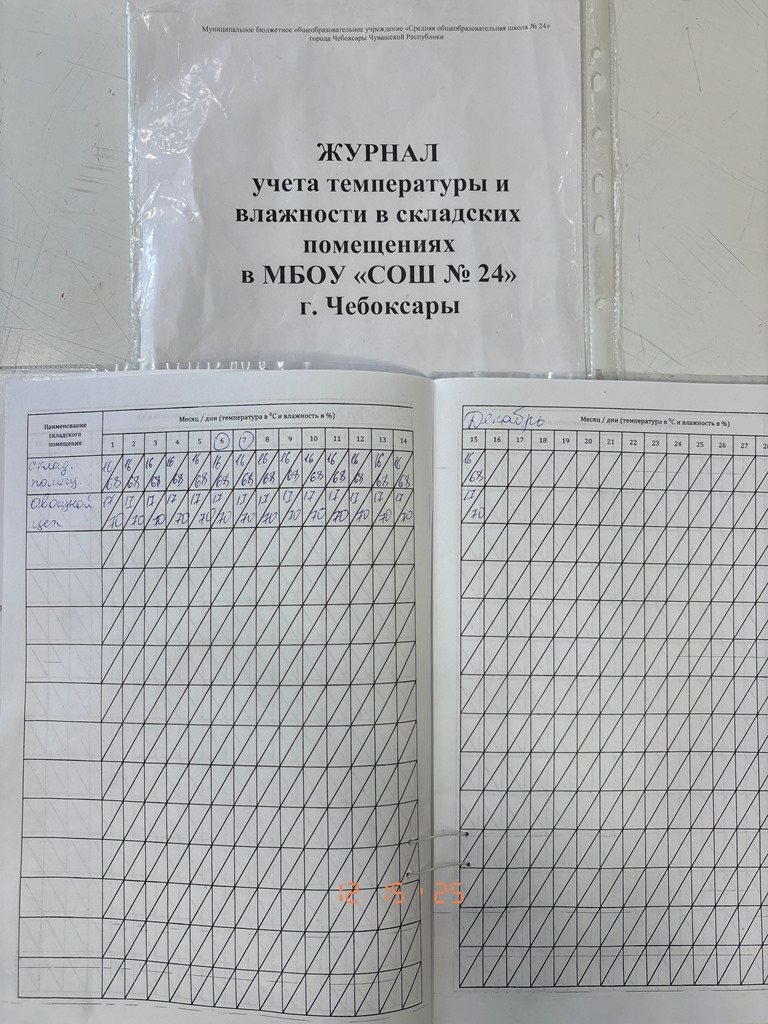 Муниципальное бюджетное общеобразовательное учреждение «Средняя общеобразовательная школа № 24»
города Чебоксары Чувашской Республики
ЖУРНАЛ
учета температуры и
влажности в складских
помещениях
в МБОУ «СОШ № 24»
г. Чебоксары
Наименование складского помещения
Месяц / дни (температура в ⁰С и влажность в %)
1 2 3 4 5 6 7 8 9 10 11 12 13 14
Склад. 16 16 16 16 16 16 16 16 16 16 16 16 16 16
помещ. 68 68 68 68 68 68 68 68 68 68 68 68 68 68
Овощной 17 17 17 17 17 17 17 17 17 17 17 17 17 17
цех 70 70 70 70 70 70 70 70 70 70 70 70 70 70
Декабрь Месяц / дни (температура в ⁰С и влажность в %)
15 16 17 18 19 20 21 22 23 24 25 26 27
16
68
17
70
12 15 '25